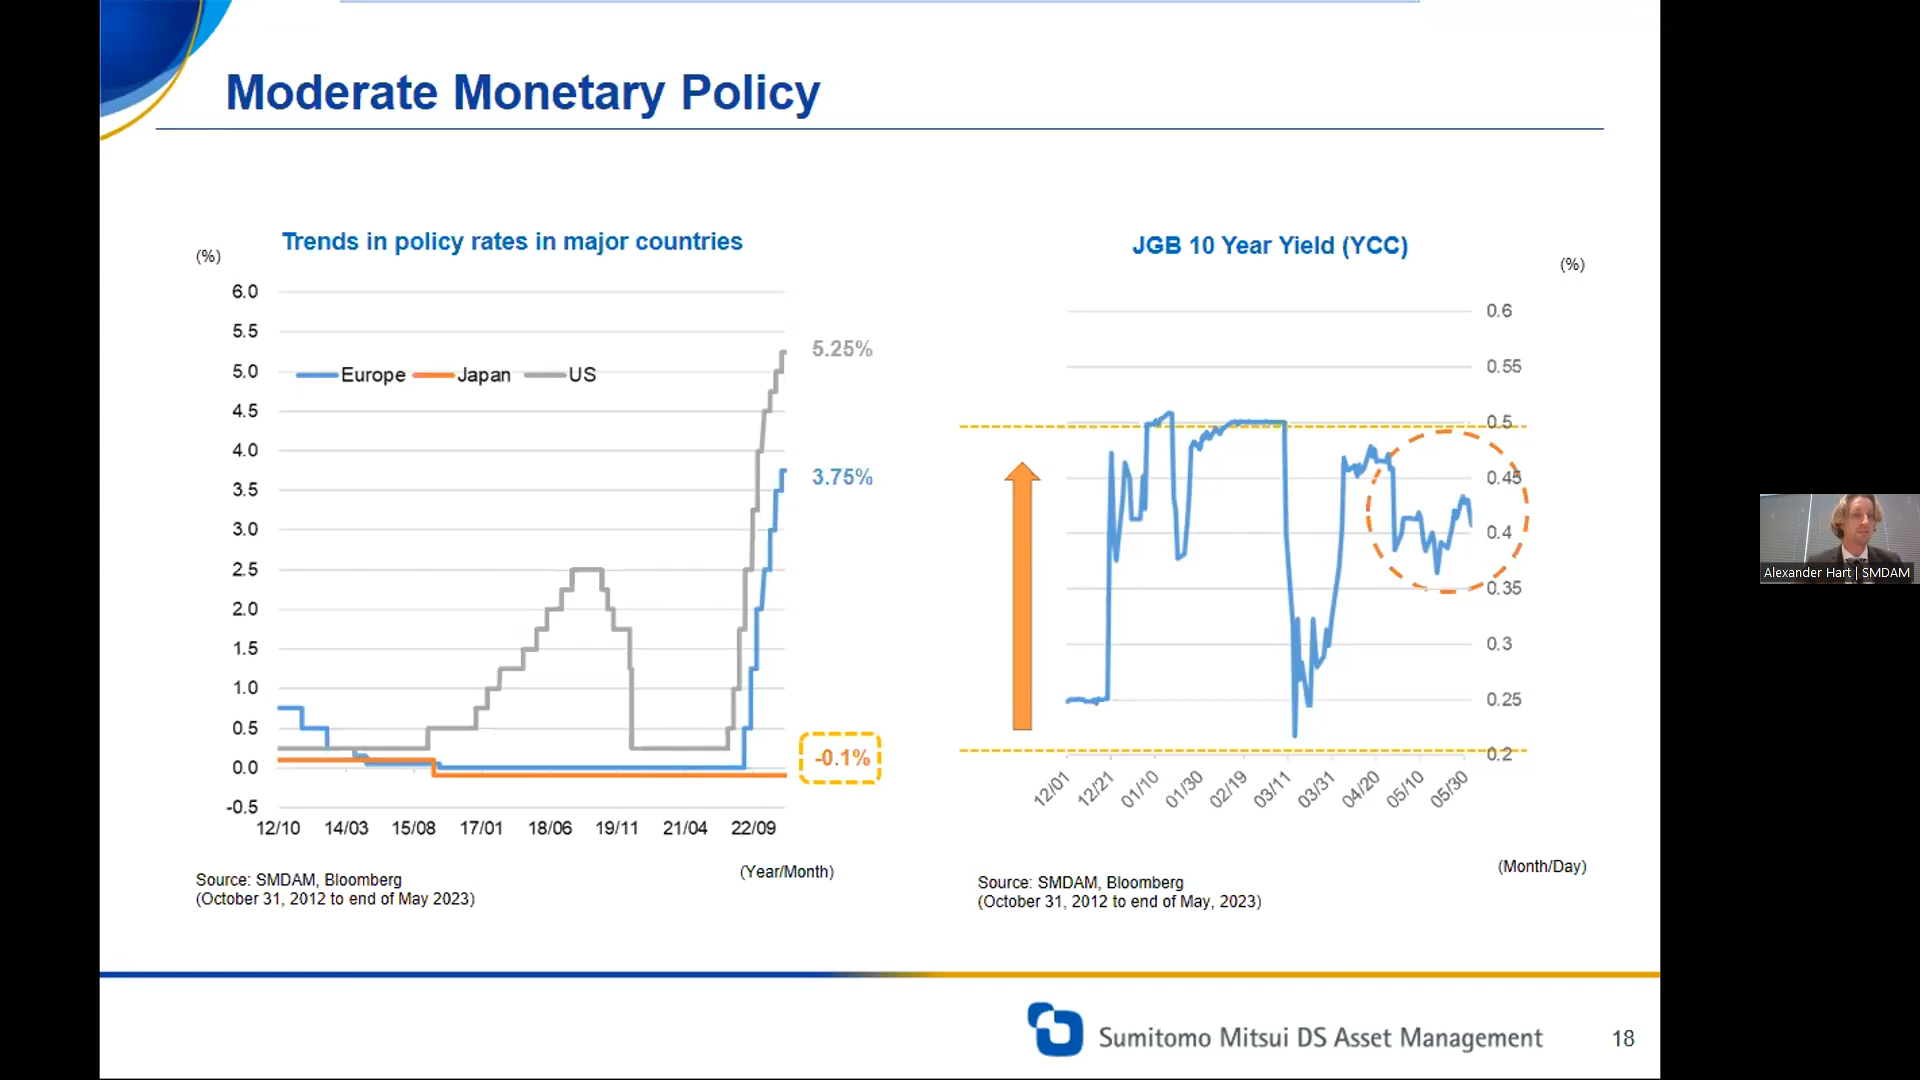 Moderate Monetary Policy
Trends in policy rates in major countries
(%)
6.0
5.5
5.0
4.5
4.0
3.5
3.0
2.5
2.0
1.5
1.0
0.5
0.0
-0.5
Europe Japan US
5.25%
3.75%
-0.1%
12/10 14/03 15/08 17/01 18/06 19/11 21/04 22/09
(Year/Month)
Source: SMDAM, Bloomberg
(October 31, 2012 to end of May 2023)
JGB 10 Year Yield (YCC)
(%)
0.6
0.55
0.5
0.45
0.4
0.35
0.3
0.25
0.2
12/01 12/21 01/10 01/30 02/19 03/11 03/31 04/20 05/10 05/30
(Month/Day)
Source: SMDAM, Bloomberg
(October 31, 2012 to end of May, 2023)
Sumitomo Mitsui DS Asset Management
18
Alexander Hart | SMDAM